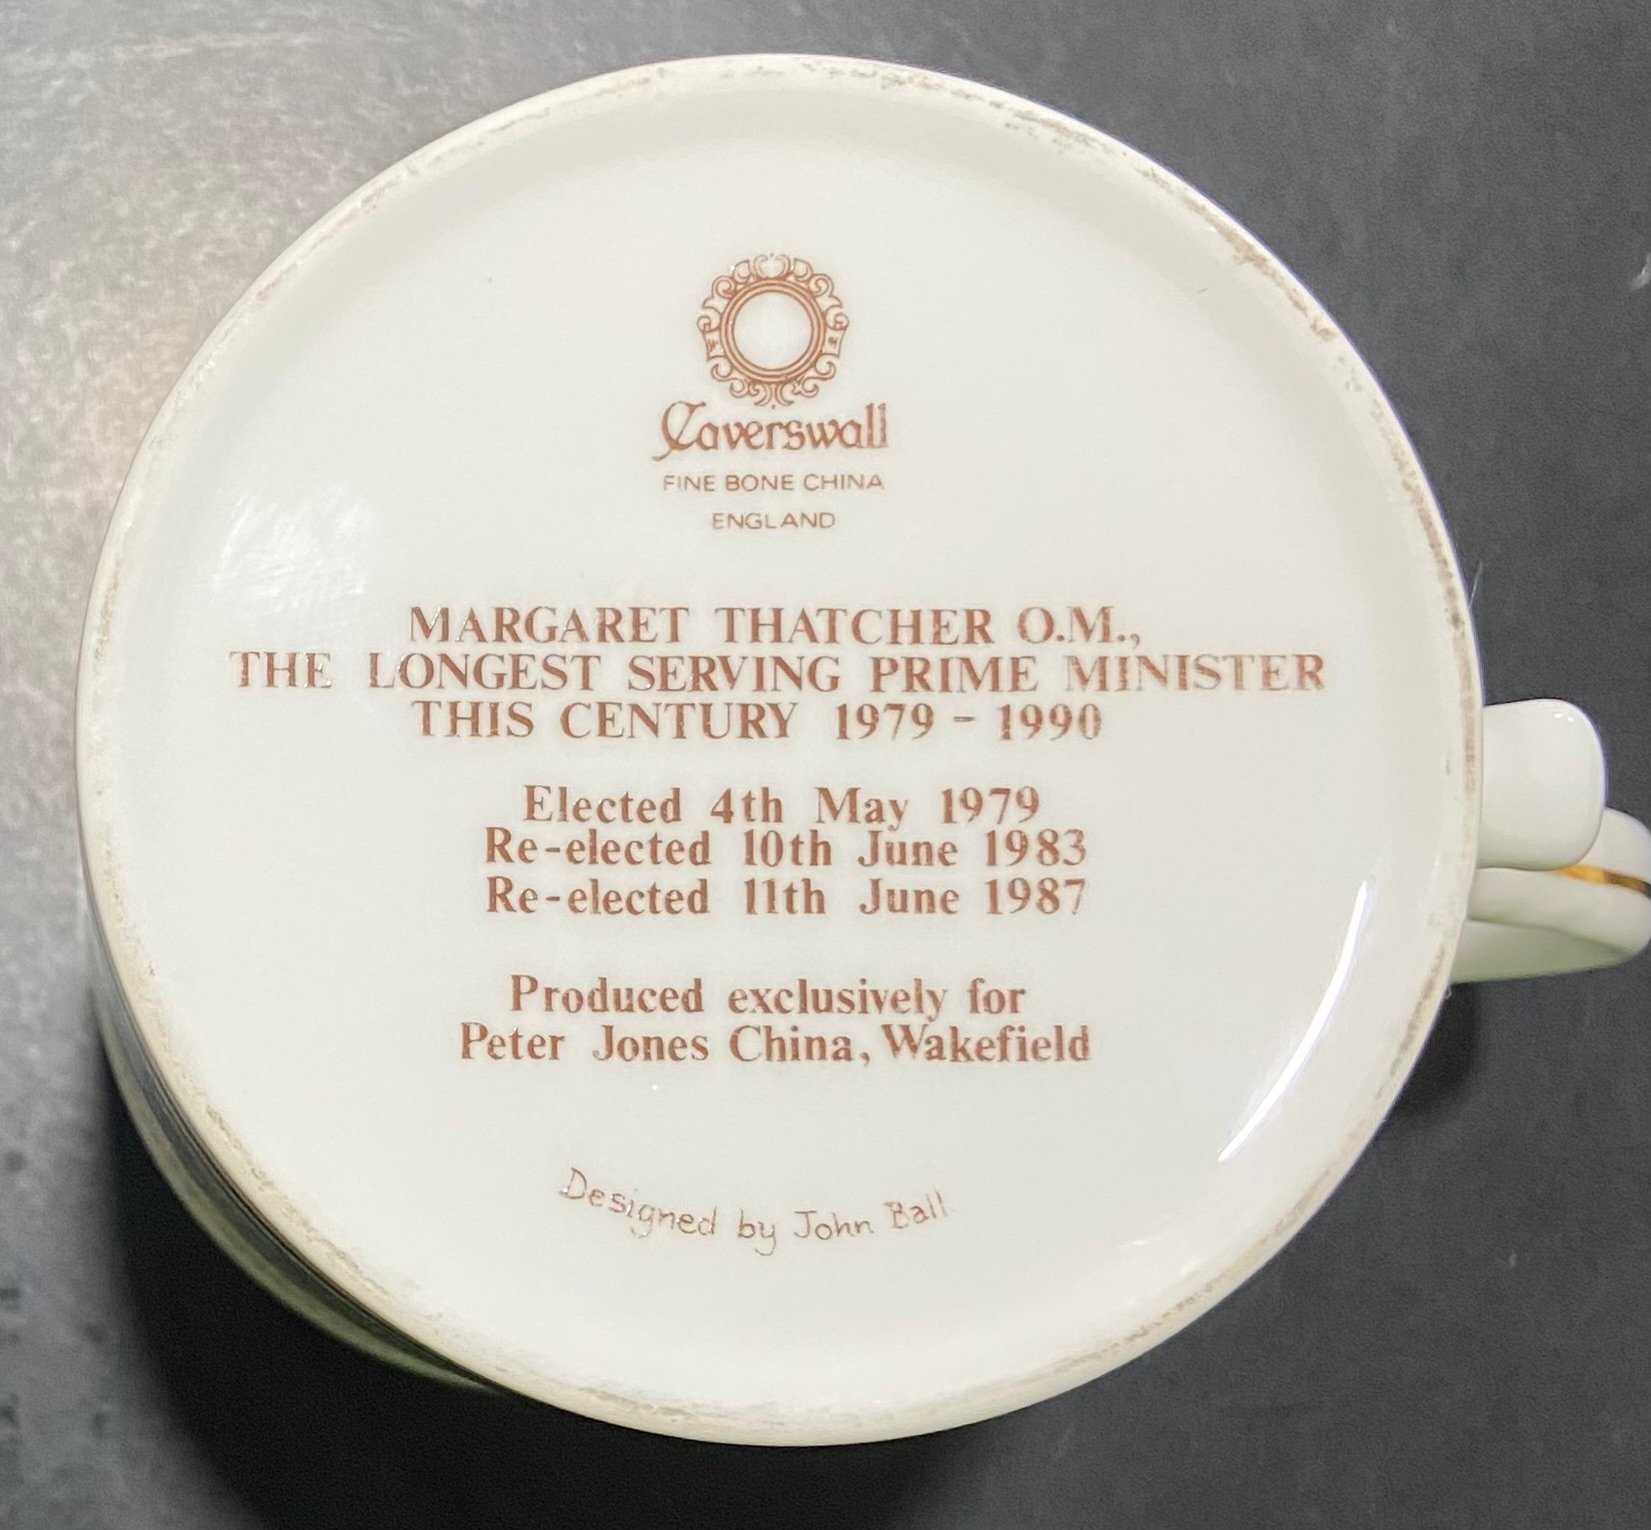 Caverswall
FINE BONE CHINA
ENGLAND
MARGARET THATCHER O.M.,
THE LONGEST SERVING PRIME MINISTER
THIS CENTURY 1979 - 1990
Elected 4th May 1979
Re-elected 10th June 1983
Re-elected 11th June 1987
Produced exclusively for
Peter Jones China, Wakefield
Designed by John Ball